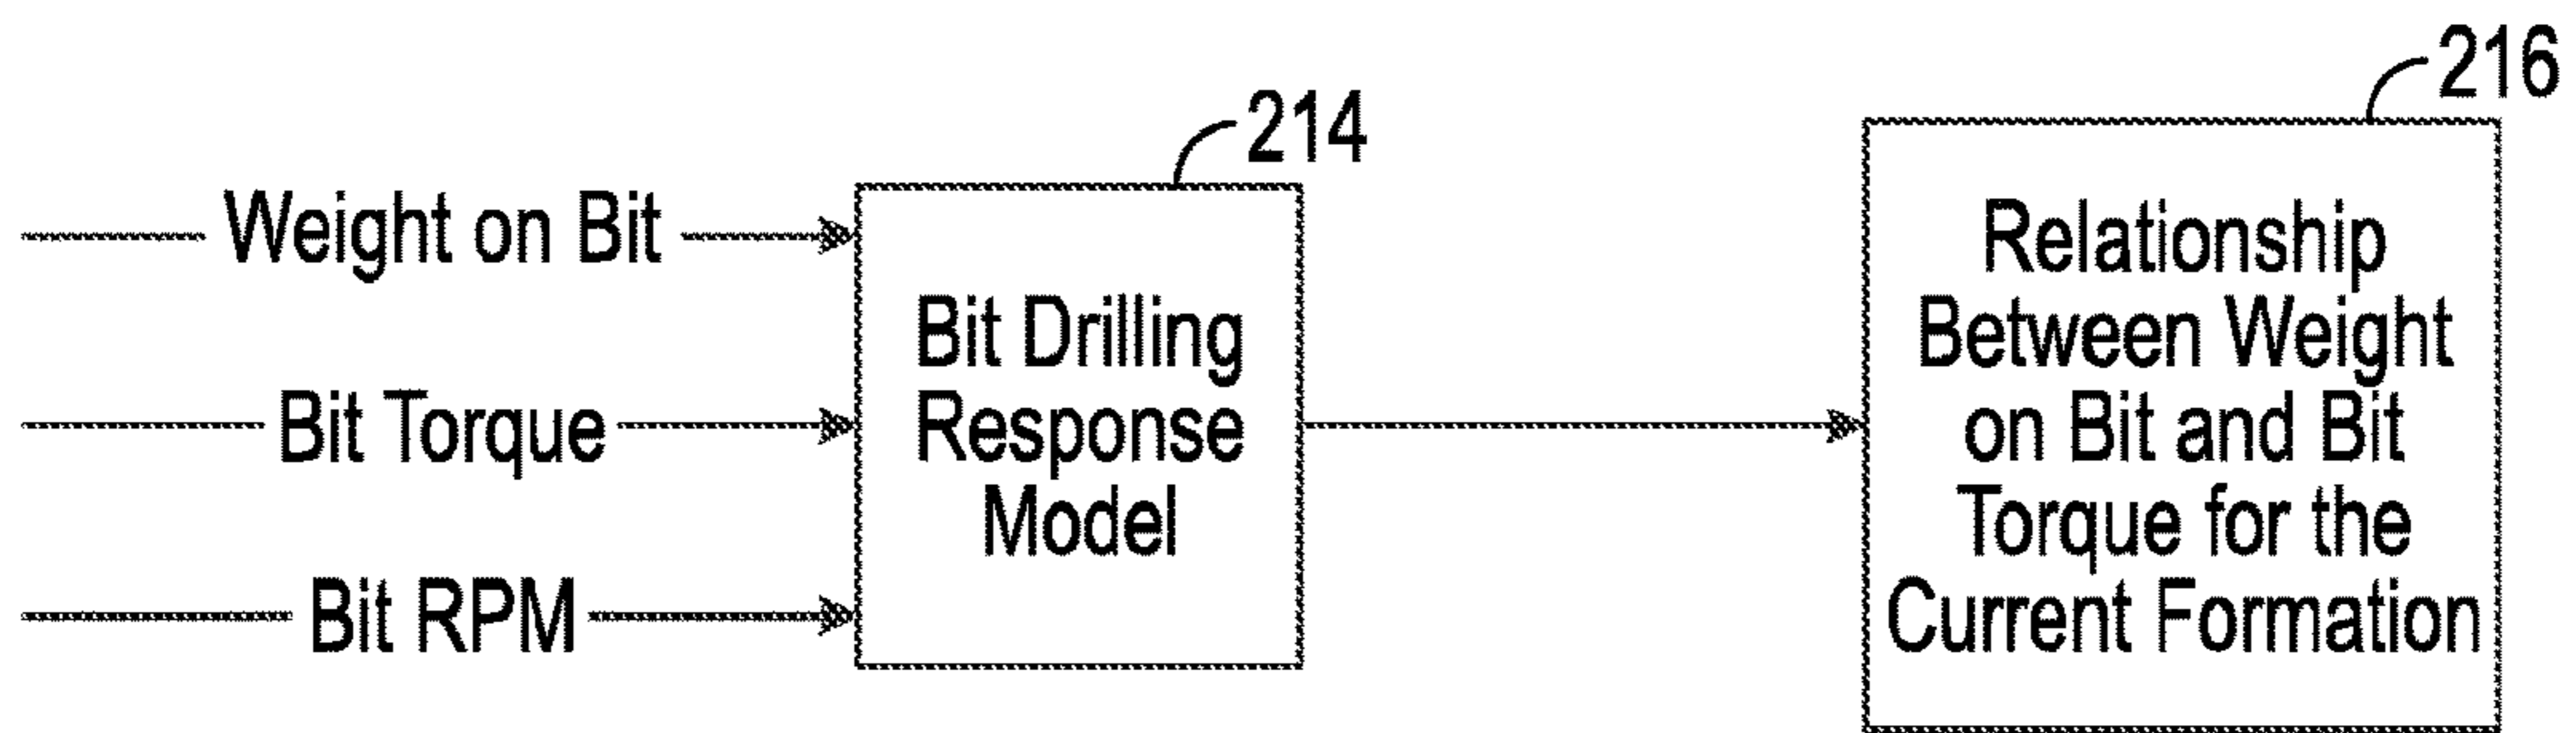 216
214
Weight on Bit
Bit Torque
Bit RPM
Bit Drilling
Response
Model
Relationship
Between Weight
on Bit and Bit
Torque for the
Current Formation